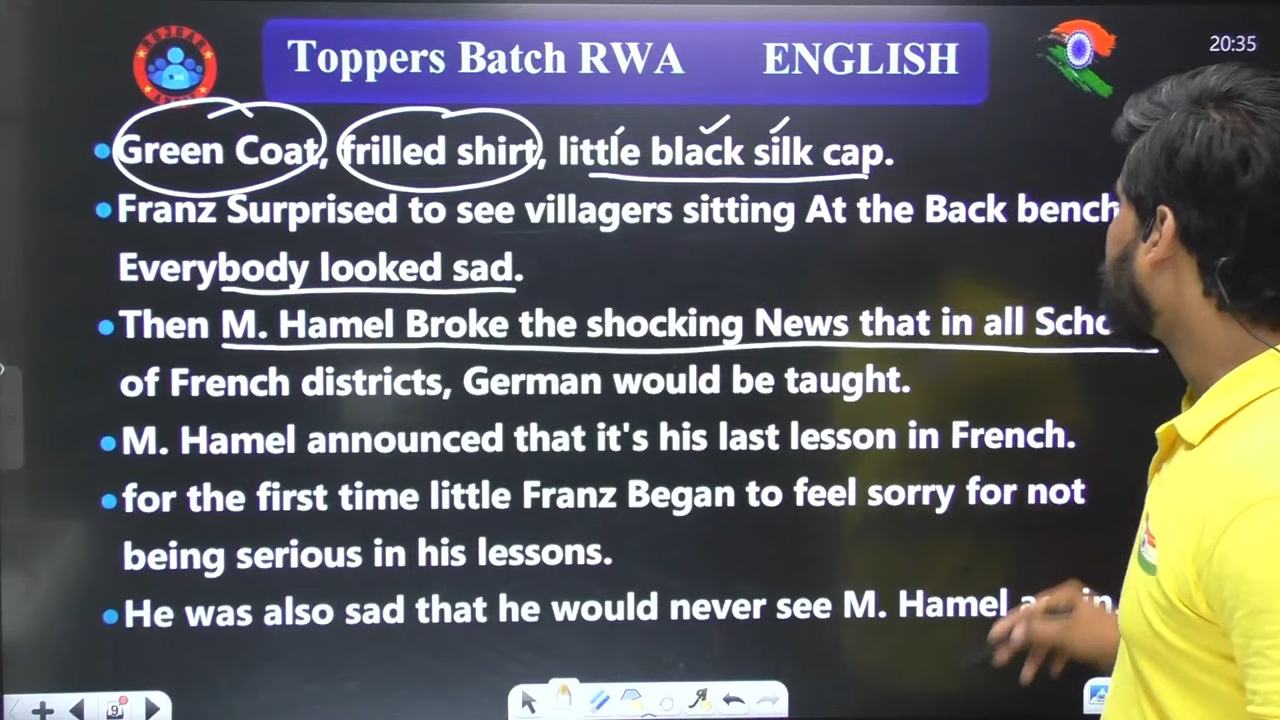 Toppers Batch RWA ENGLISH
20:35
Green Coat, frilled shirt, little black silk cap.
Franz Surprised to see villagers sitting At the Back bench
Everybody looked sad.
Then M. Hamel Broke the shocking News that in all
of French districts, German would be taught.
M. Hamel announced that it's his last lesson in French.
for the first time little Franz Began to feel sorry for not
being serious in his lessons.
He was also sad that he would never see M. Hamel
9